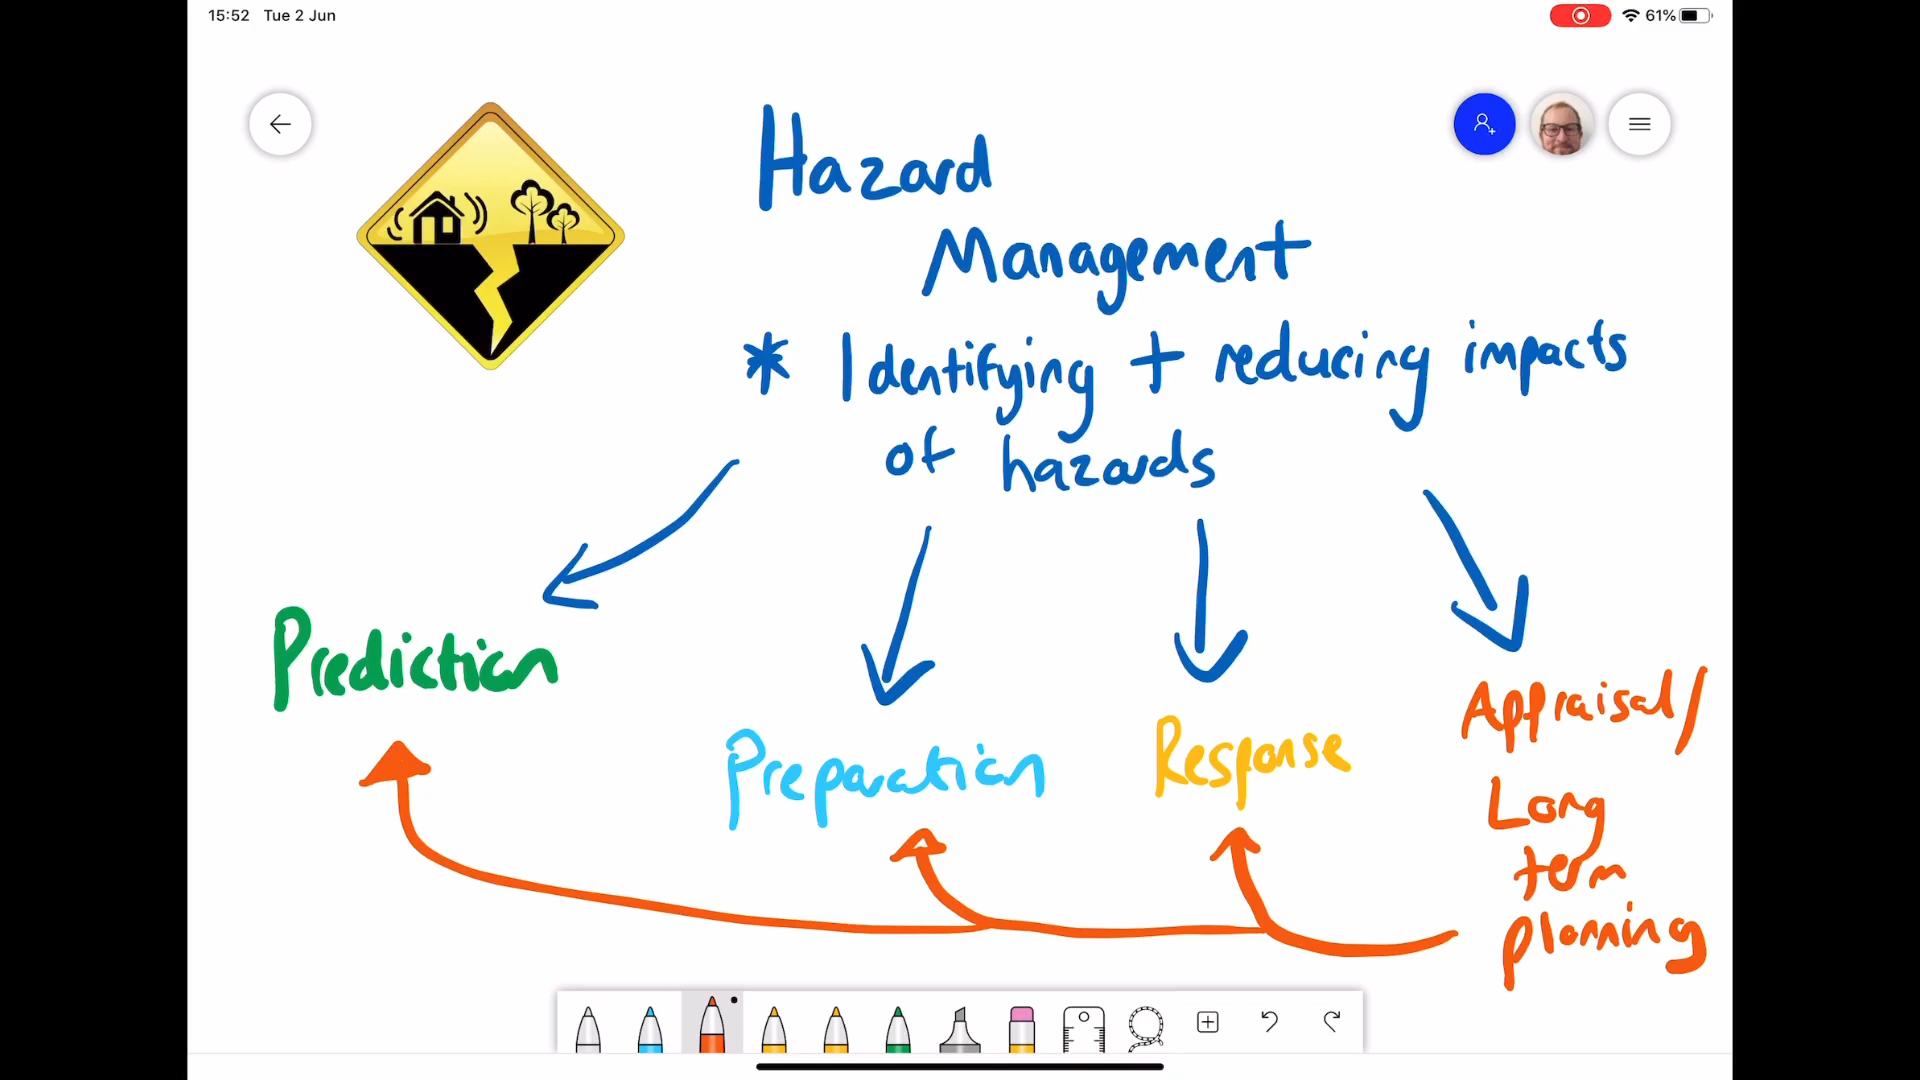 15:52 Tue 2 Jun
61%
Hazard
Management
* Identifying + reducing impacts
of hazards
Prediction
Preparation
Response
Appraisal/
Long
term
planning